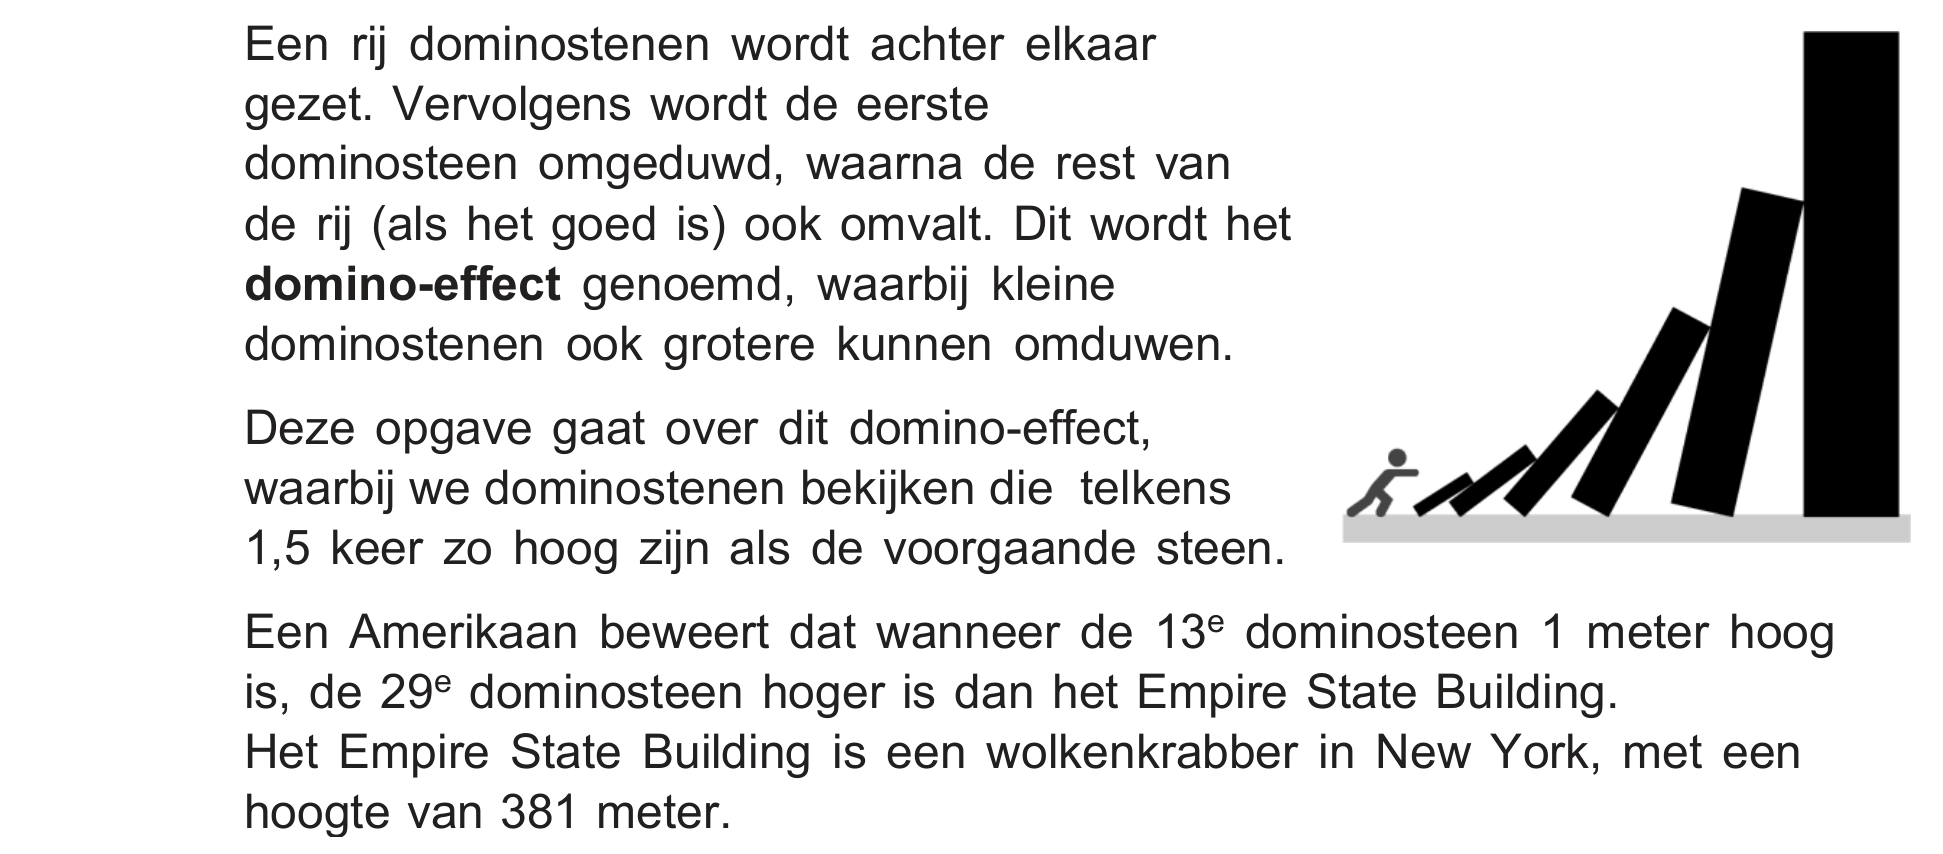 Een rij dominostenen wordt achter elkaar
gezet. Vervolgens wordt de eerste
dominosteen omgeduwd, waarna de rest van
de rij (als het goed is) ook omvalt. Dit wordt het
domino-effect genoemd, waarbij kleine
dominostenen ook grotere kunnen omduwen.
Deze opgave gaat over dit domino-effect,
waarbij we dominostenen bekijken die telkens
1,5 keer zo hoog zijn als de voorgaande steen.
Een Amerikaan beweert dat wanneer de 13ᵉ dominosteen 1 meter hoog
is, de 29ᵉ dominosteen hoger is dan het Empire State Building.
Het Empire State Building is een wolkenkrabber in New York, met een
hoogte van 381 meter.